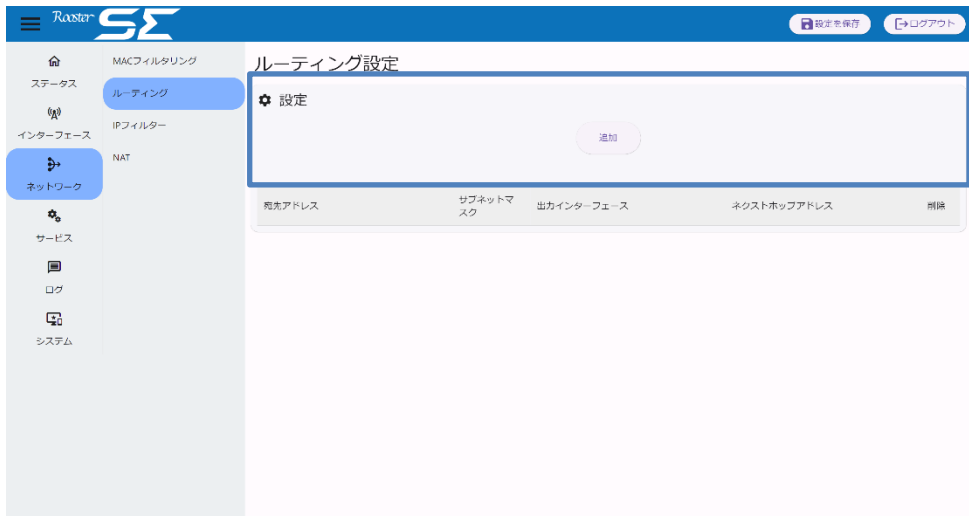 Rooster SE
設定を保存
ログアウト
ステータス
インターフェース
ネットワーク
サービス
ログ
システム
MACフィルタリング
ルーティング
IPフィルター
NAT
ルーティング設定
設定
追加
宛先アドレス
サブネットマ
スク
出力インターフェース
ネクストホップアドレス
削除